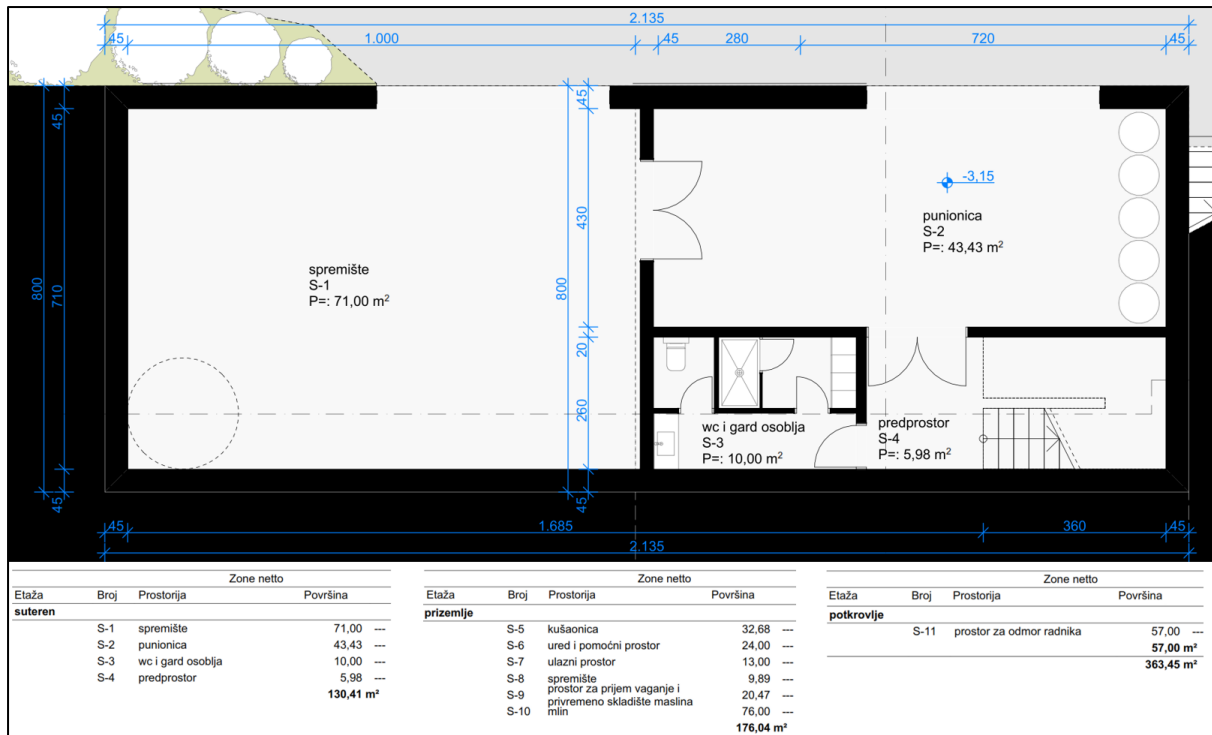 2.135
45
1.000
45
280
720
45
45
45
-3,15
punionica
S-2
P=: 43,43 m²
430
spremište
S-1
P=: 71,00 m²
800
710
800
20
260
wc i gard osoblja
S-3
P=: 10,00 m²
predprostor
S-4
P=: 5,98 m²
45
45
45
1.685
360
45
2.135
Zone netto
Etaža Broj Prostorija Površina
suteren
S-1 spremište 71,00 ---
S-2 punionica 43,43 ---
S-3 wc i gard osoblja 10,00 ---
S-4 predprostor 5,98 ---
130,41 m²
Zone netto
Etaža Broj Prostorija Površina
prizemlje
S-5 kušaonica 32,68 ---
S-6 ured i pomoćni prostor 24,00 ---
S-7 ulazni prostor 13,00 ---
S-8 spremište 9,89 ---
S-9 prostor za prijem vaganje i
privremeno skladište maslina 20,47 ---
S-10 mlin 76,00 ---
176,04 m²
Zone netto
Etaža Broj Prostorija Površina
potkrovlje
S-11 prostor za odmor radnika 57,00 ---
57,00 m²
363,45 m²